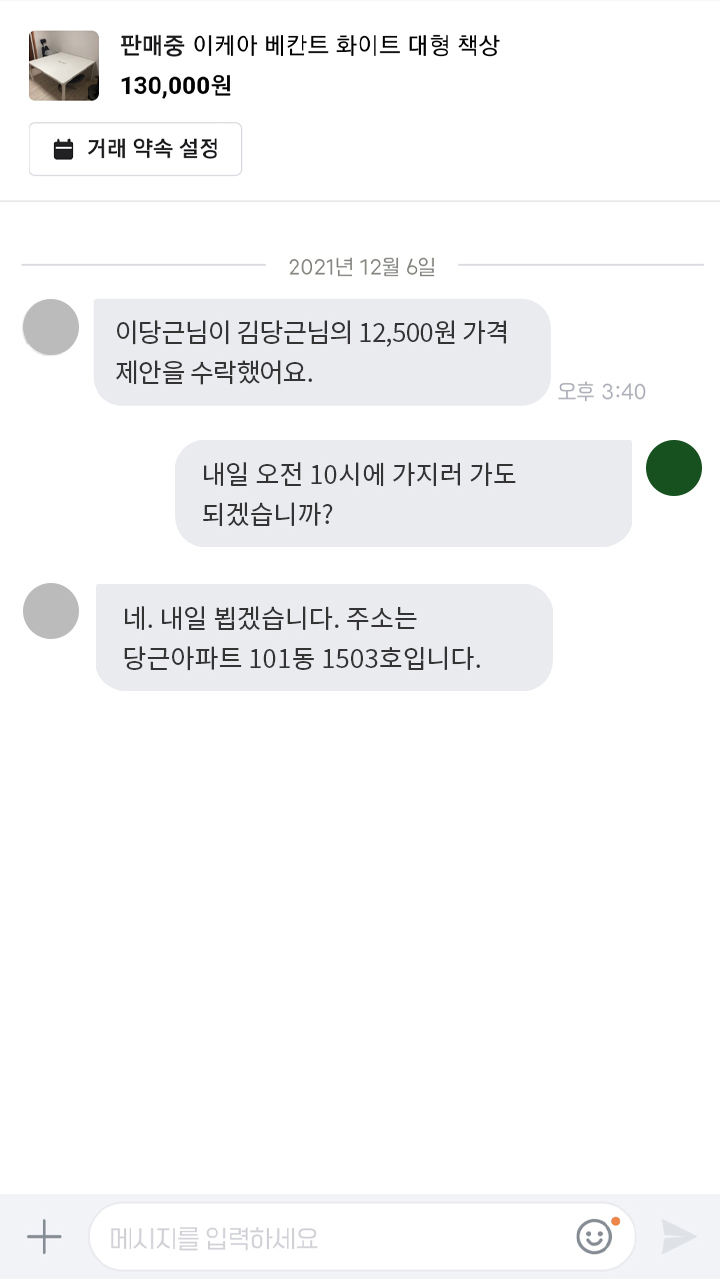 판매중 이케아 베칸트 화이트 대형 책상
130,000원
거래 약속 설정
2021년 12월 6일
이당근님이 김당근님의 12,500원 가격
제안을 수락했어요.
오후 3:40
내일 오전 10시에 가지러 가도
되겠습니까?
네. 내일 뵙겠습니다. 주소는
당근아파트 101동 1503호입니다.
메시지를 입력하세요